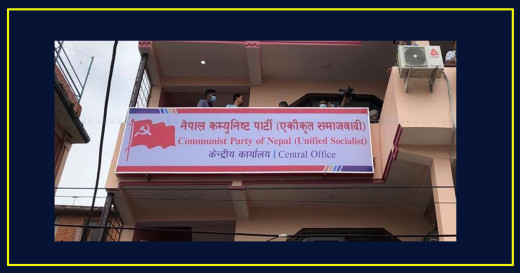 नेपाल कम्युनिष्ट पार्टी (एकीकृत समाजवादी)
Communist Party of Nepal (Unified Socialist)
केन्द्रीय कार्यालय | Central Office